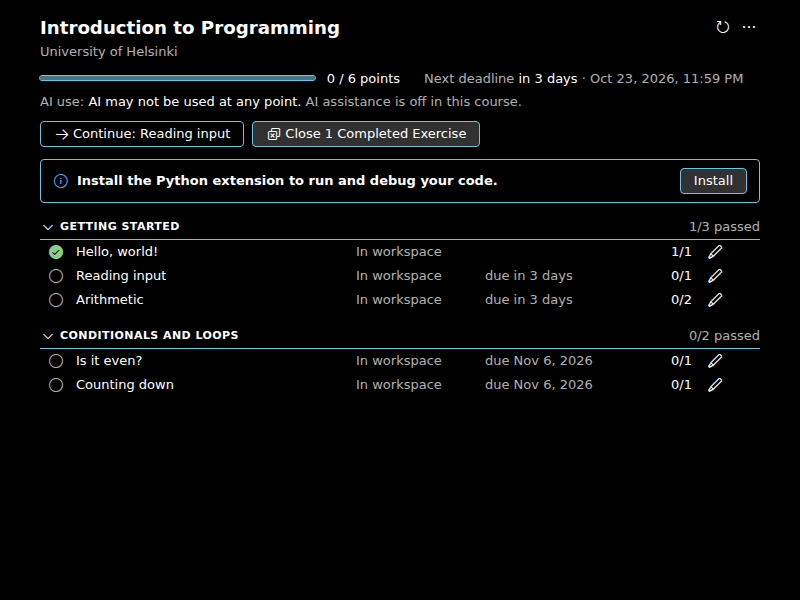 Introduction to Programming
University of Helsinki
0 / 6 points Next deadline in 3 days · Oct 23, 2026, 11:59 PM
AI use: AI may not be used at any point. AI assistance is off in this course.
Continue: Reading input Close 1 Completed Exercise
Install the Python extension to run and debug your code. Install
GETTING STARTED 1/3 passed
Hello, world! In workspace 1/1
Reading input In workspace due in 3 days 0/1
Arithmetic In workspace due in 3 days 0/2
CONDITIONALS AND LOOPS 0/2 passed
Is it even? In workspace due Nov 6, 2026 0/1
Counting down In workspace due Nov 6, 2026 0/1